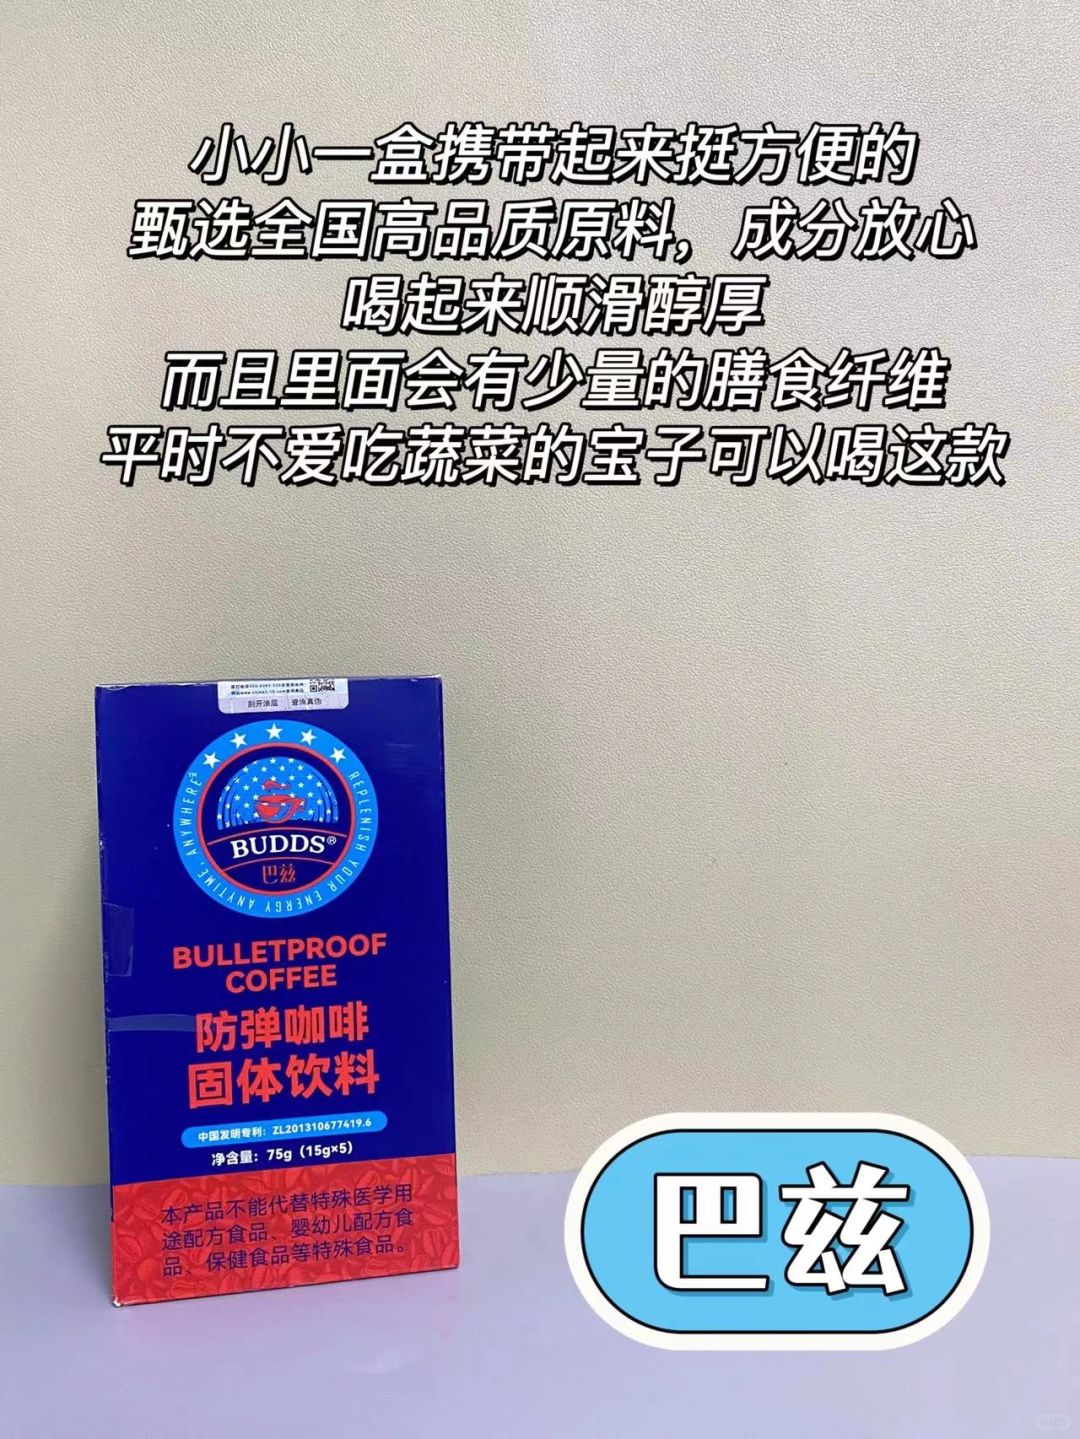 小小一盒携带起来挺方便的
甄选全国高品质原料，成分放心
喝起来顺滑醇厚
而且里面会有少量的膳食纤维
平时不爱吃蔬菜的宝子可以喝这款
刮开涂层 查询真伪
REPLENISH YOUR ENERGY ANYTIME, ANYWHERE™
BUDDS®
巴兹
BULLETPROOF
COFFEE
防弹咖啡
固体饮料
中国发明专利：ZL201310677419.6
净含量：75g（15g×5）
本产品不能代替特殊医学用
途配方食品、婴幼儿配方食
品、保健食品等特殊食品。
巴兹